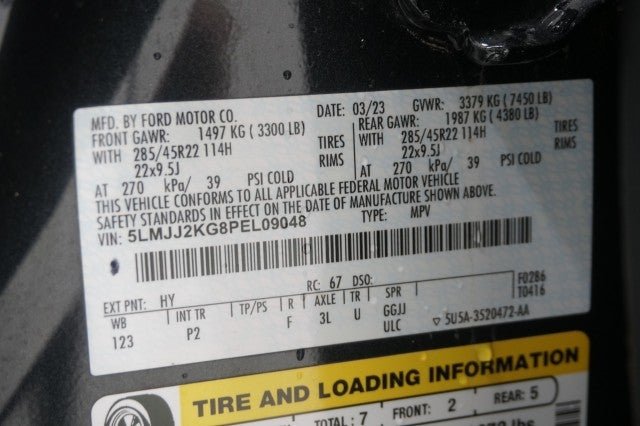 MFD. BY FORD MOTOR CO. DATE: 03/23 GVWR: 3379 KG ( 7450 LB)
FRONT GAWR: 1497 KG ( 3300 LB) REAR GAWR: 1987 KG ( 4380 LB)
WITH 285/45R22 114H TIRES WITH 285/45R22 114H TIRES
22x9.5J RIMS 22x9.5J RIMS
AT 270 kPa/ 39 PSI COLD AT 270 kPa/ 39 PSI COLD
THIS VEHICLE CONFORMS TO ALL APPLICABLE FEDERAL MOTOR VEHICLE
SAFETY STANDARDS IN EFFECT ON THE DATE OF MANUFACTURE SHOWN ABOVE.
VIN: 5LMJJ2KG8PEL09048 TYPE: MPV
EXT PNT: HY RC: 67 DSO: F0286
T0416
WB INT TR TP/PS R AXLE TR SPR
123 P2 F 3L U GGJJ
ULC ▽ 5U5A-3520472-AA
TIRE AND LOADING INFORMATION
TOTAL: 7 FRONT: 2 REAR: 5
lbs